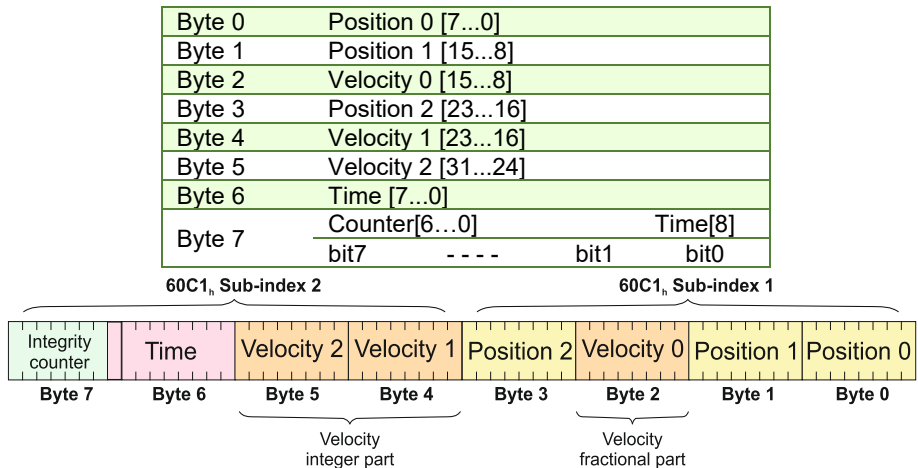 Byte 0 Position 0 [7...0]
Byte 1 Position 1 [15...8]
Byte 2 Velocity 0 [15...8]
Byte 3 Position 2 [23...16]
Byte 4 Velocity 1 [23...16]
Byte 5 Velocity 2 [31...24]
Byte 6 Time [7...0]
Byte 7 Counter[6…0] Time[8]
bit7 - - - - bit1 bit0
60C1h Sub-index 2 60C1h Sub-index 1
Integrity counter Time Velocity 2 Velocity 1 Position 2 Velocity 0 Position 1 Position 0
Byte 7 Byte 6 Byte 5 Byte 4 Byte 3 Byte 2 Byte 1 Byte 0
Velocity Velocity
integer part fractional part